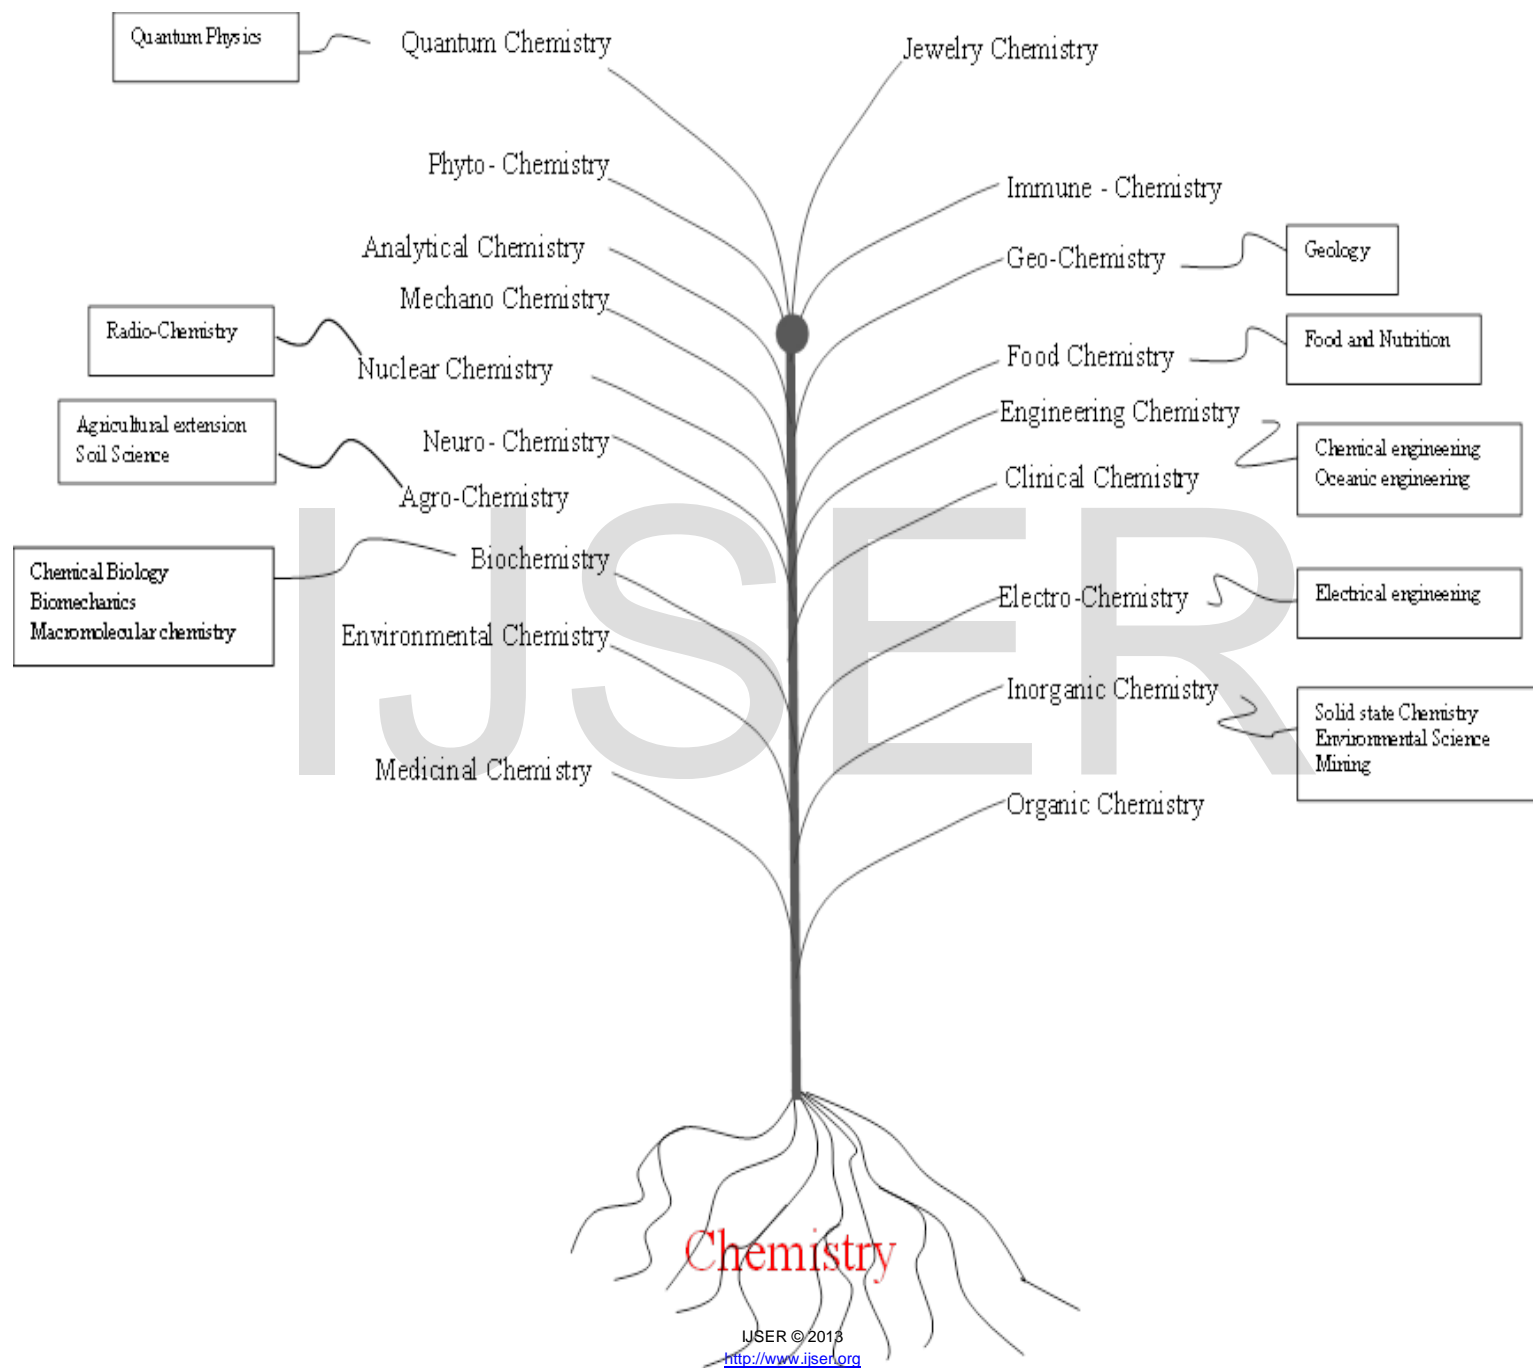 Quantum Physics
Quantum Chemistry
Jewelry Chemistry
Phyto - Chemistry
Immune - Chemistry
Analytical Chemistry
Geo-Chemistry
Geology
Mechano Chemistry
Radio-Chemistry
Food and Nutrition
Nuclear Chemistry
Food Chemistry
Engineering Chemistry
Agricultural extension
Soil Science
Neuro - Chemistry
Chemical engineering
Oceanic engineering
Clinical Chemistry
Agro-Chemistry
Biochemistry
Chemical Biology
Biomechanics
Macromolecular chemistry
Electro-Chemistry
Electrical engineering
Environmental Chemistry
IJSER
Inorganic Chemistry
Solid state Chemistry
Environmental Science
Mining
Medicinal Chemistry
Organic Chemistry
Chemistry
IJSER © 2013
http://www.ijser.org